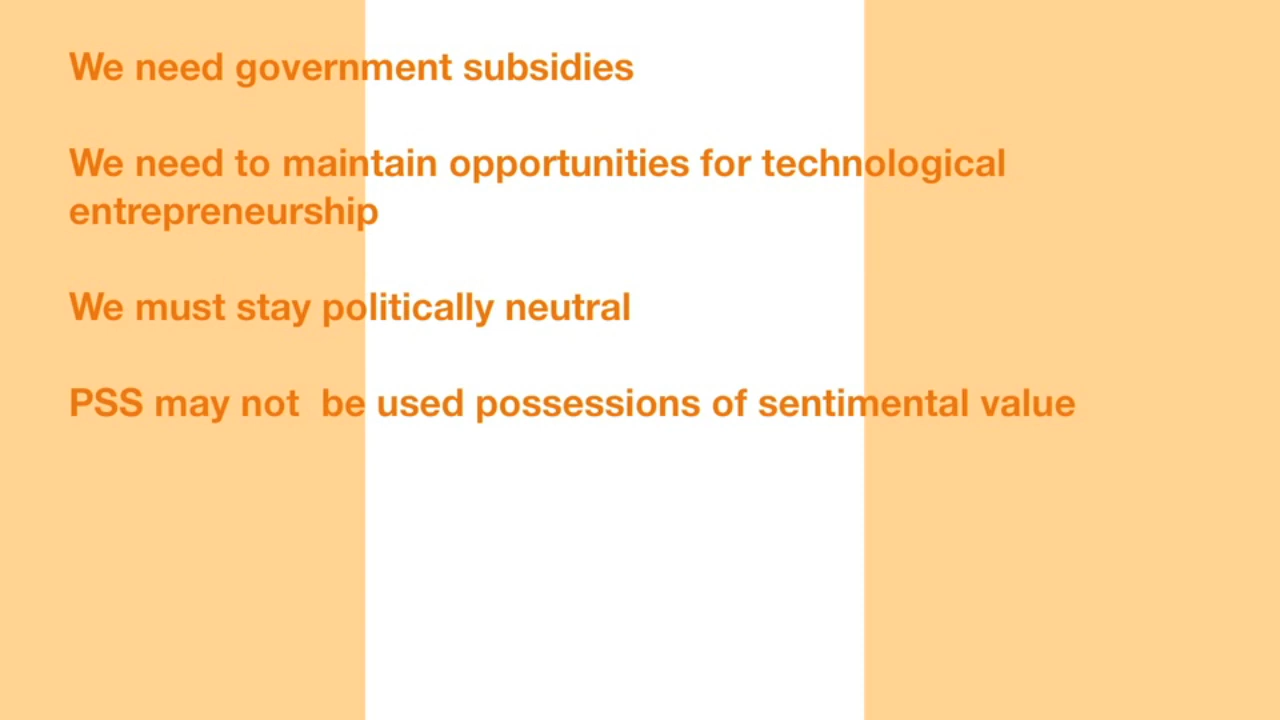 We need government subsidies
We need to maintain opportunities for technological
entrepreneurship
We must stay politically neutral
PSS may not  be used possessions of sentimental value